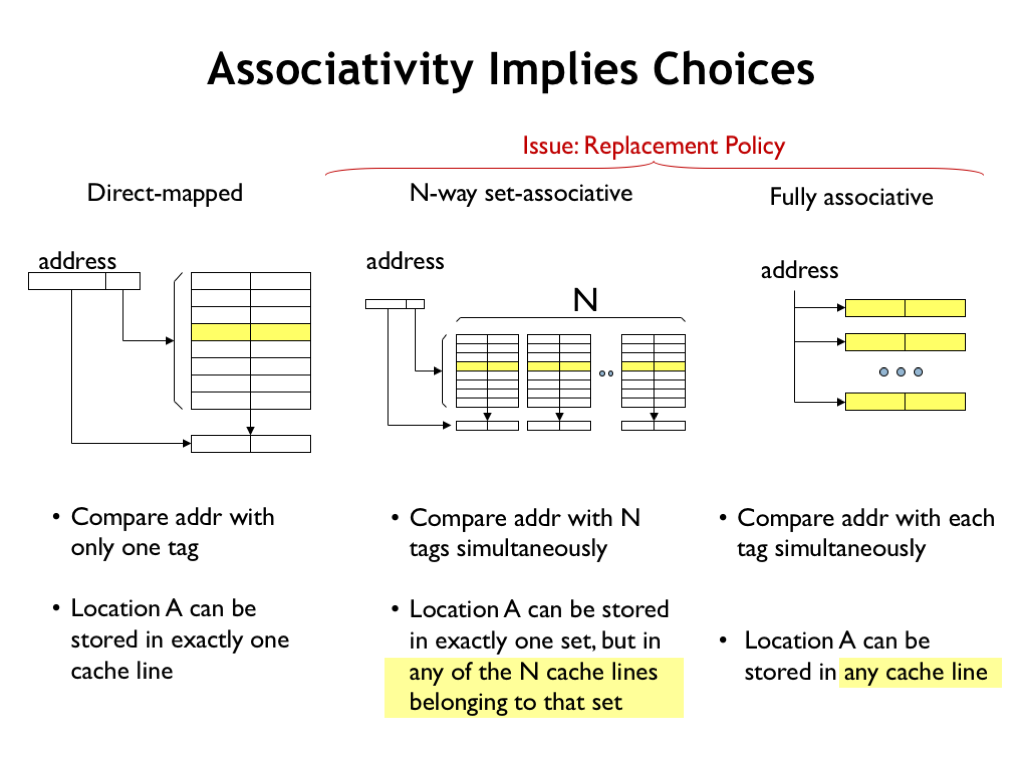 Associativity Implies Choices
Issue: Replacement Policy
Direct-mapped
N-way set-associative
Fully associative
address
address
address
N
• Compare addr with
only one tag
• Location A can be
stored in exactly one
cache line
• Compare addr with N
tags simultaneously
• Location A can be stored
in exactly one set, but in
any of the N cache lines
belonging to that set
• Compare addr with each
tag simultaneously
• Location A can be
stored in any cache line